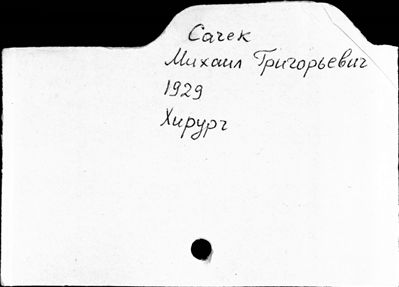 Сачек
Михаил Григорьевич
1929
Хирург